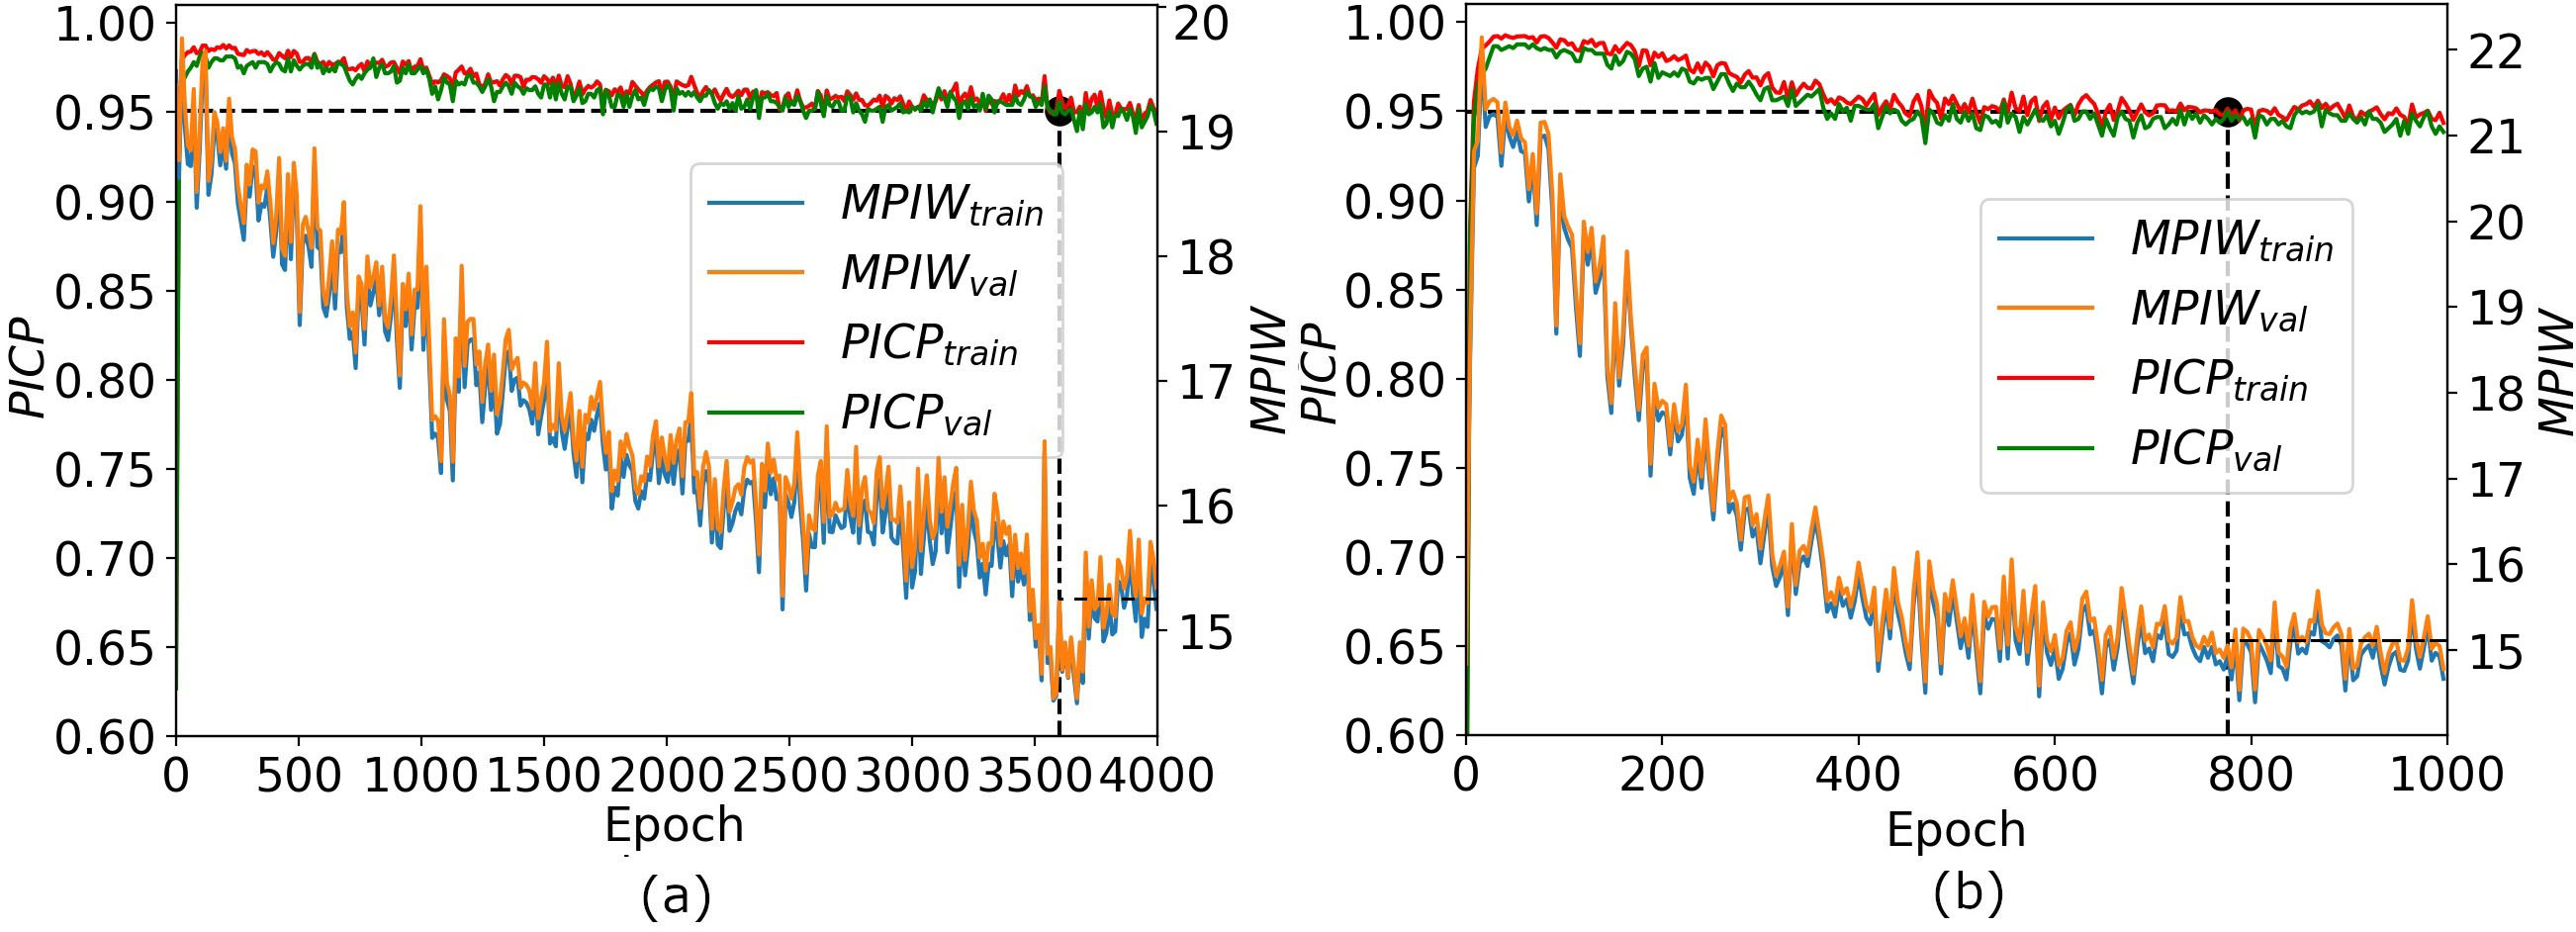 1.00
0.95
0.90
0.85
0.80
0.75
0.70
0.65
0.60
PICP
20
19
18
17
16
15
MPIW
MPIW_train
MPIW_val
PICP_train
PICP_val
0 500 1000 1500 2000 2500 3000 3500 4000
Epoch
(a)
1.00
0.95
0.90
0.85
0.80
0.75
0.70
0.65
0.60
PICP
22
21
20
19
18
17
16
15
MPIW
MPIW_train
MPIW_val
PICP_train
PICP_val
0 200 400 600 800 1000
Epoch
(b)